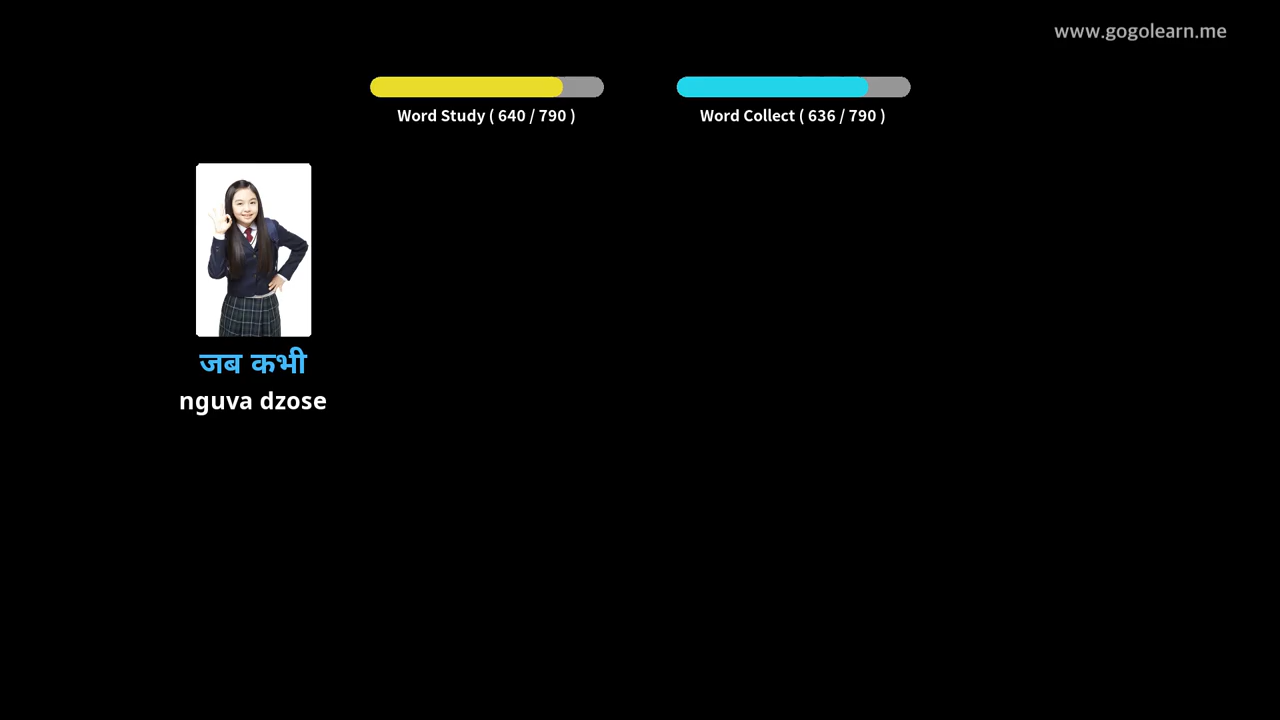 www.gogolearn.me
Word Study ( 640 / 790 )
Word Collect ( 636 / 790 )
जब कभी
nguva dzose